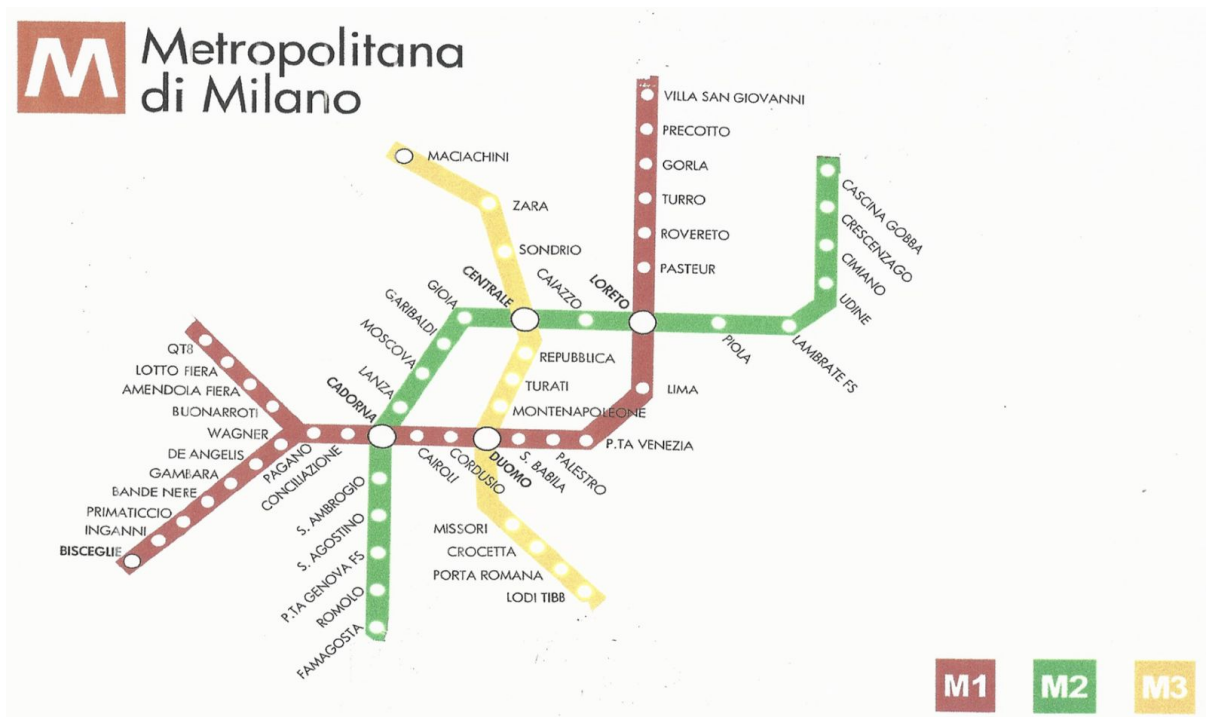 M
Metropolitana
di Milano
VILLA SAN GIOVANNI
PRECOTTO
GORLA
TURRO
ROVERETO
PASTEUR
LORETO
LIMA
P.TA VENEZIA
PALESTRO
S. BABILA
DUOMO
CORDUSIO
CAIROLI
CADORNA
CONCILIAZIONE
PAGANO
WAGNER
BUONARROTI
AMENDOLA FIERA
LOTTO FIERA
QT8
DE ANGELIS
GAMBARA
BANDE NERE
PRIMATICCIO
INGANNI
BISCEGLIE
CASCINA GOBBA
CRESCENZAGO
CIMIANO
UDINE
LAMBRATE FS
PIOLA
CAIAZZO
CENTRALE
GIOIA
GARIBALDI
MOSCOVA
LANZA
S. AMBROGIO
S. AGOSTINO
P.TA GENOVA FS
ROMOLO
FAMAGOSTA
MACIACHINI
ZARA
SONDRIO
REPUBBLICA
TURATI
MONTENAPOLEONE
MISSORI
CROCETTA
PORTA ROMANA
LODI TIBB
M1
M2
M3